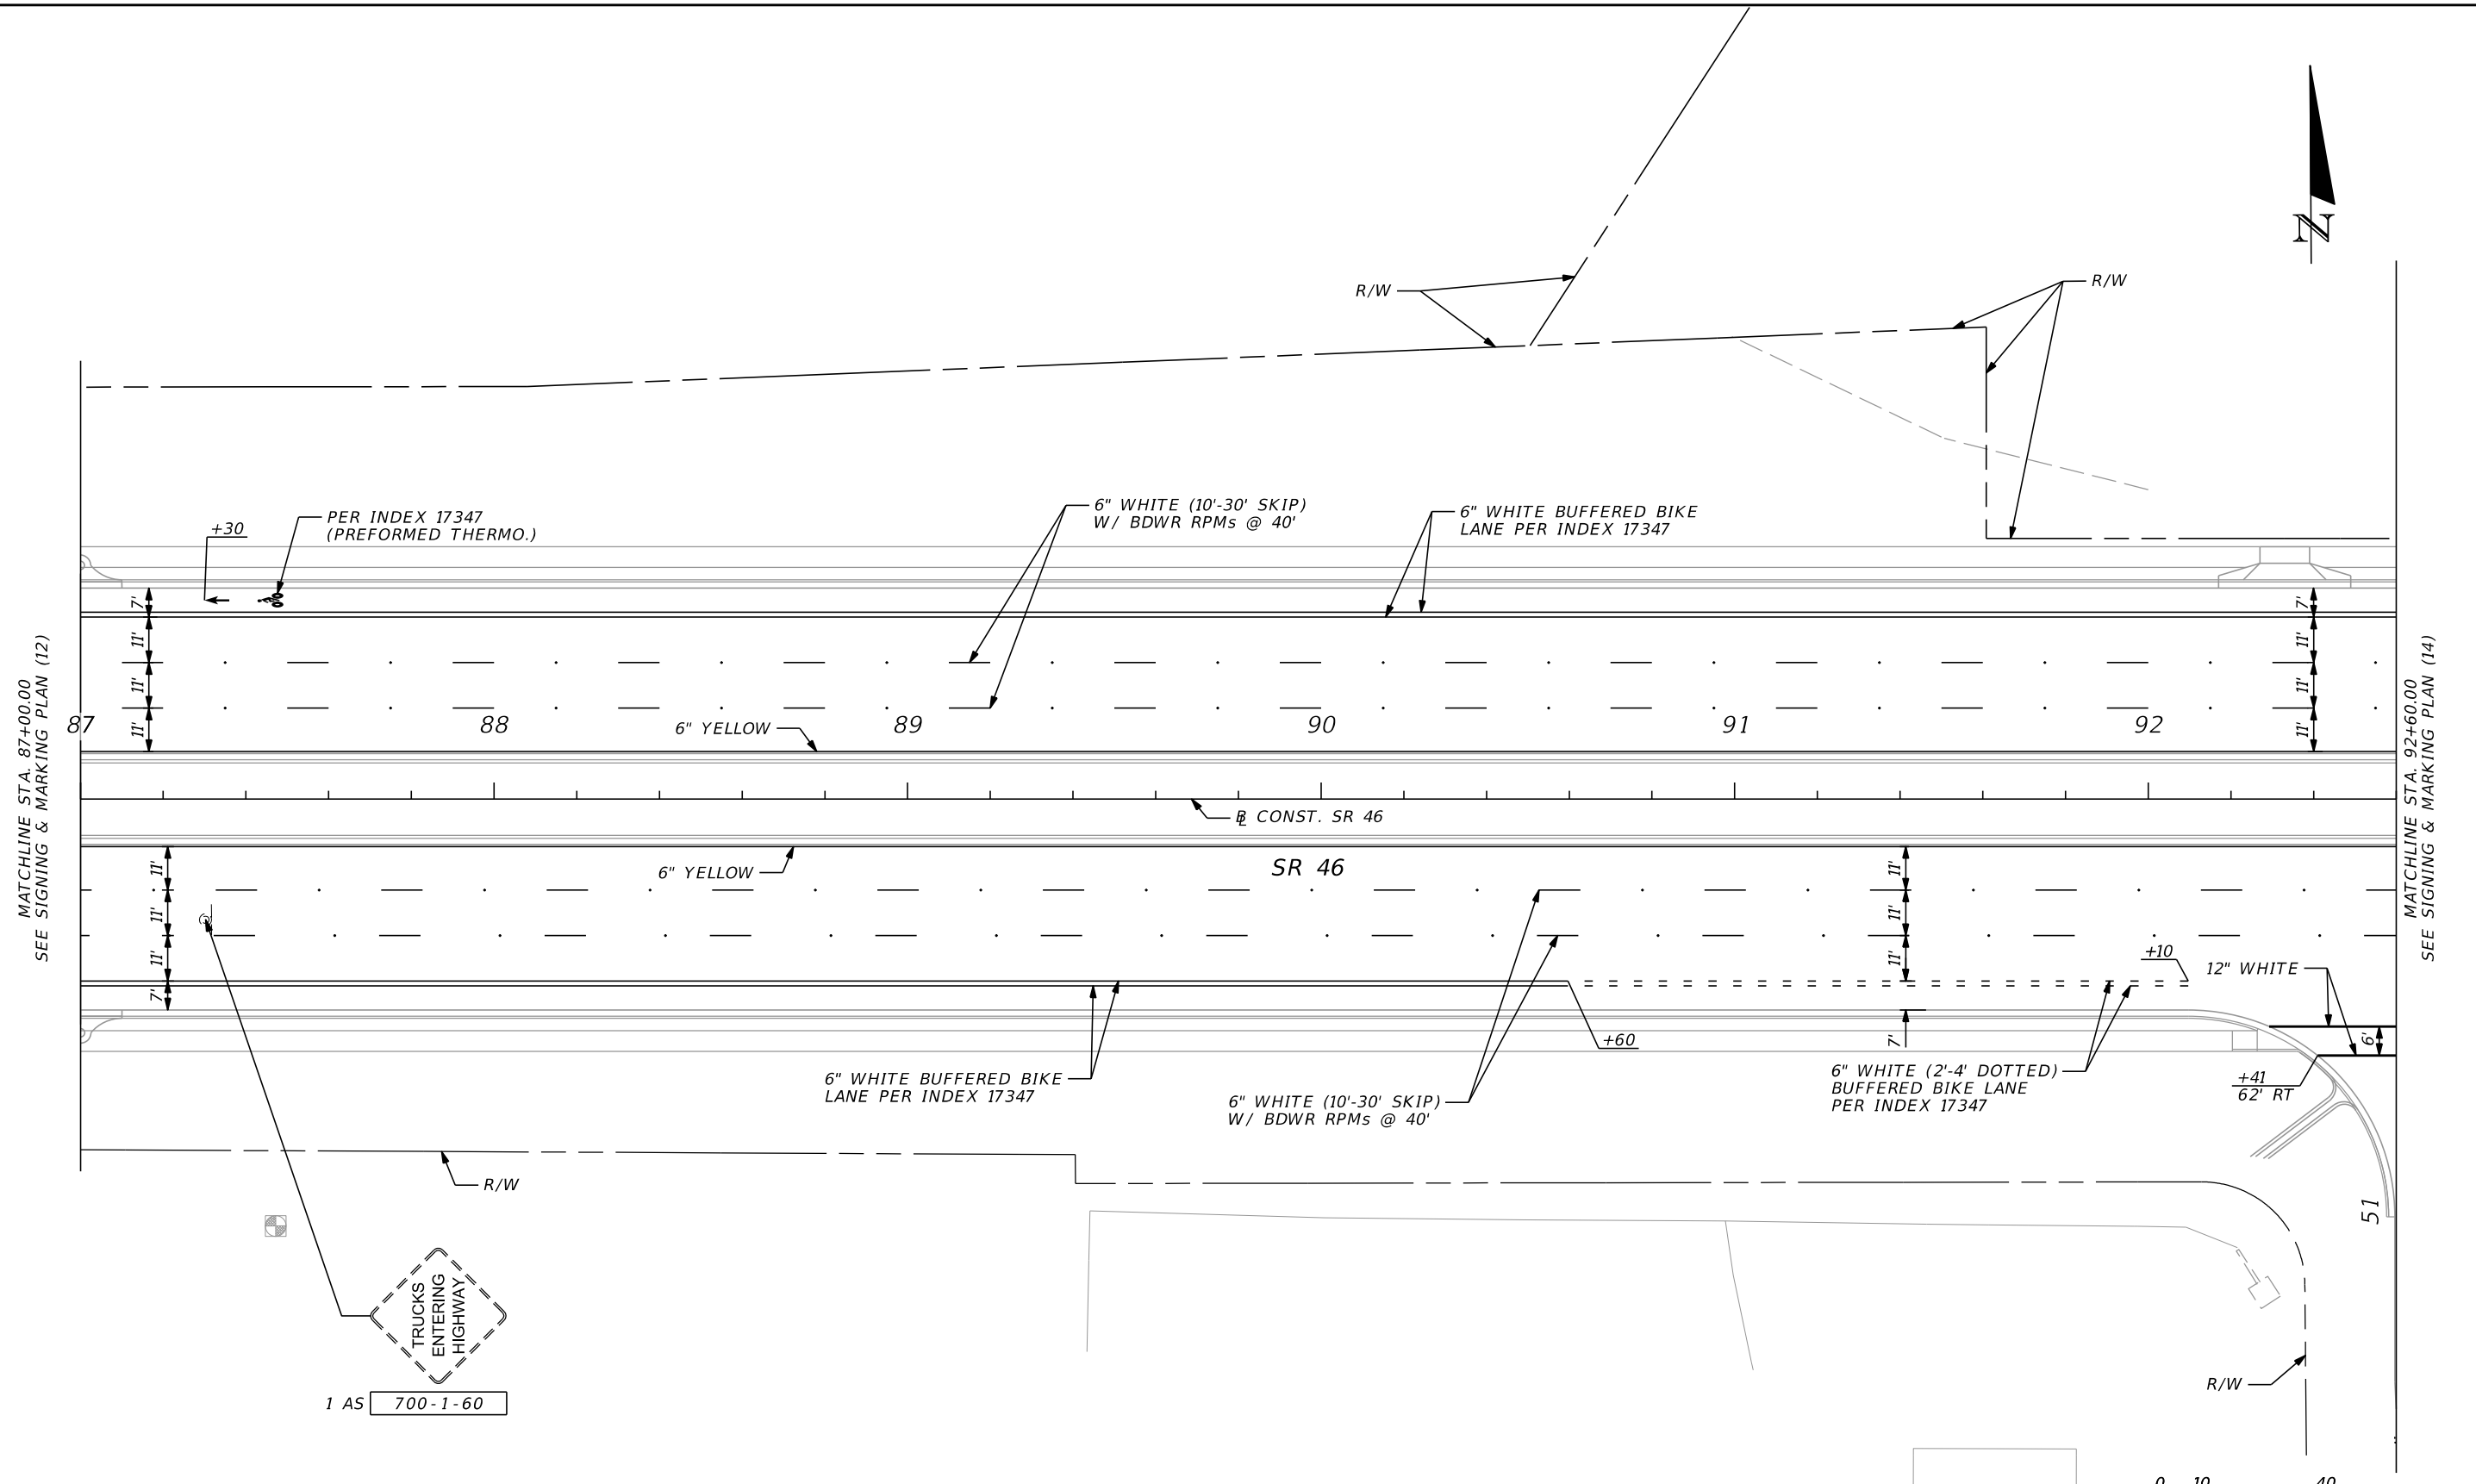 N
R/W
R/W
PER INDEX 17347
(PREFORMED THERMO.)
+30
6" WHITE (10'-30' SKIP)
W/ BDWR RPMs @ 40'
6" WHITE BUFFERED BIKE
LANE PER INDEX 17347
7'
11'
11'
11'
7'
11'
11'
11'
MATCHLINE STA. 87+00.00
SEE SIGNING & MARKING PLAN (12)
MATCHLINE STA. 92+60.00
SEE SIGNING & MARKING PLAN (14)
87
88
6" YELLOW
89
90
91
92
B CONST. SR 46
L
6" YELLOW
SR 46
11'
11'
11'
7'
11'
11'
11'
7'
+10
12" WHITE
+60
6'
6" WHITE BUFFERED BIKE
LANE PER INDEX 17347
6" WHITE (10'-30' SKIP)
W/ BDWR RPMs @ 40'
6" WHITE (2'-4' DOTTED)
BUFFERED BIKE LANE
PER INDEX 17347
+41
62' RT
R/W
51
TRUCKS
ENTERING
HIGHWAY
1 AS 700-1-60
R/W
0 10 40